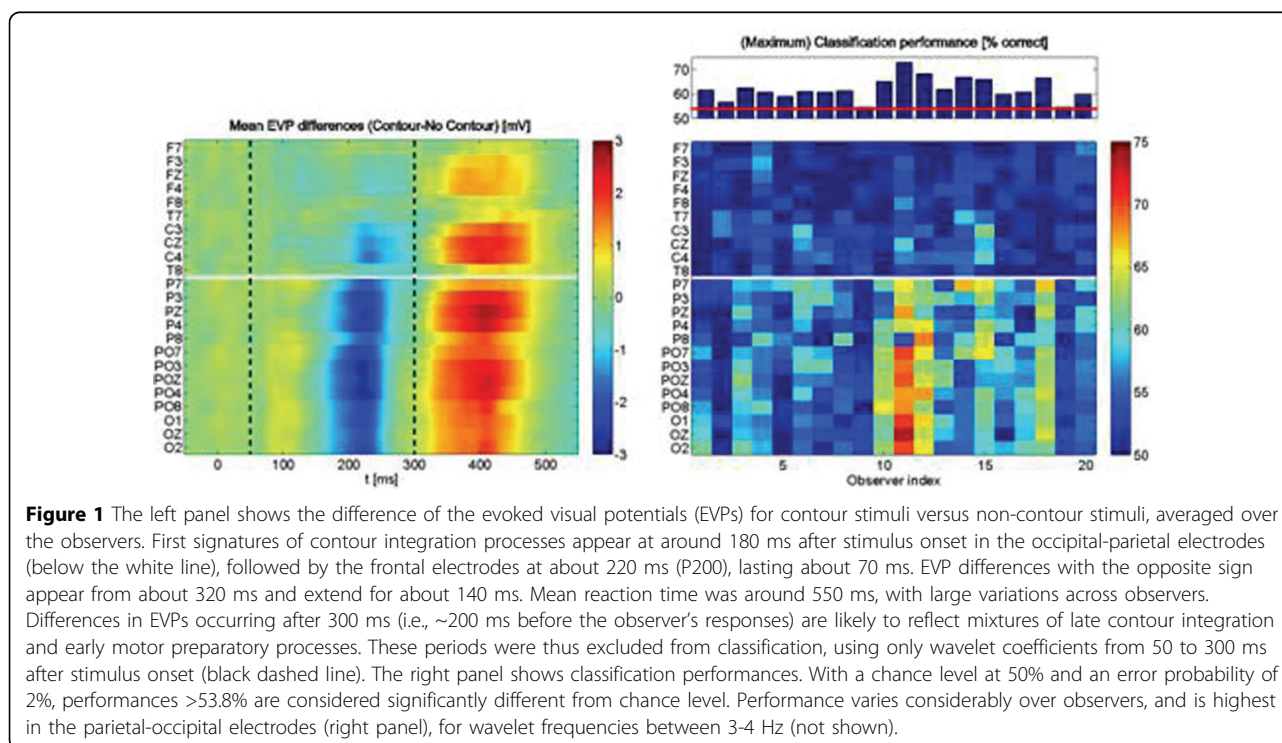 (Maximum) Classification performance [% correct]
70
60
50
Mean EVP differences (Contour-No Contour) [mV]
F7
F3
FZ
F4
F8
T7
C3
CZ
C4
T8
P7
P3
PZ
P4
P8
PO7
PO3
POZ
PO4
PO8
O1
OZ
O2
0 100 200 300 400 500
t [ms]
3
2
1
0
-1
-2
-3
F7
F3
FZ
F4
F8
T7
C3
CZ
C4
T8
P7
P3
PZ
P4
P8
PO7
PO3
POZ
PO4
PO8
O1
OZ
O2
5 10 15 20
Observer index
75
70
65
60
55
50
Figure 1 The left panel shows the difference of the evoked visual potentials (EVPs) for contour stimuli versus non-contour stimuli, averaged over
the observers. First signatures of contour integration processes appear at around 180 ms after stimulus onset in the occipital-parietal electrodes
(below the white line), followed by the frontal electrodes at about 220 ms (P200), lasting about 70 ms. EVP differences with the opposite sign
appear from about 320 ms and extend for about 140 ms. Mean reaction time was around 550 ms, with large variations across observers.
Differences in EVPs occurring after 300 ms (i.e., ~200 ms before the observer's responses) are likely to reflect mixtures of late contour integration
and early motor preparatory processes. These periods were thus excluded from classification, using only wavelet coefficients from 50 to 300 ms
after stimulus onset (black dashed line). The right panel shows classification performances. With a chance level at 50% and an error probability of
2%, performances >53.8% are considered significantly different from chance level. Performance varies considerably over observers, and is highest
in the parietal-occipital electrodes (right panel), for wavelet frequencies between 3-4 Hz (not shown).